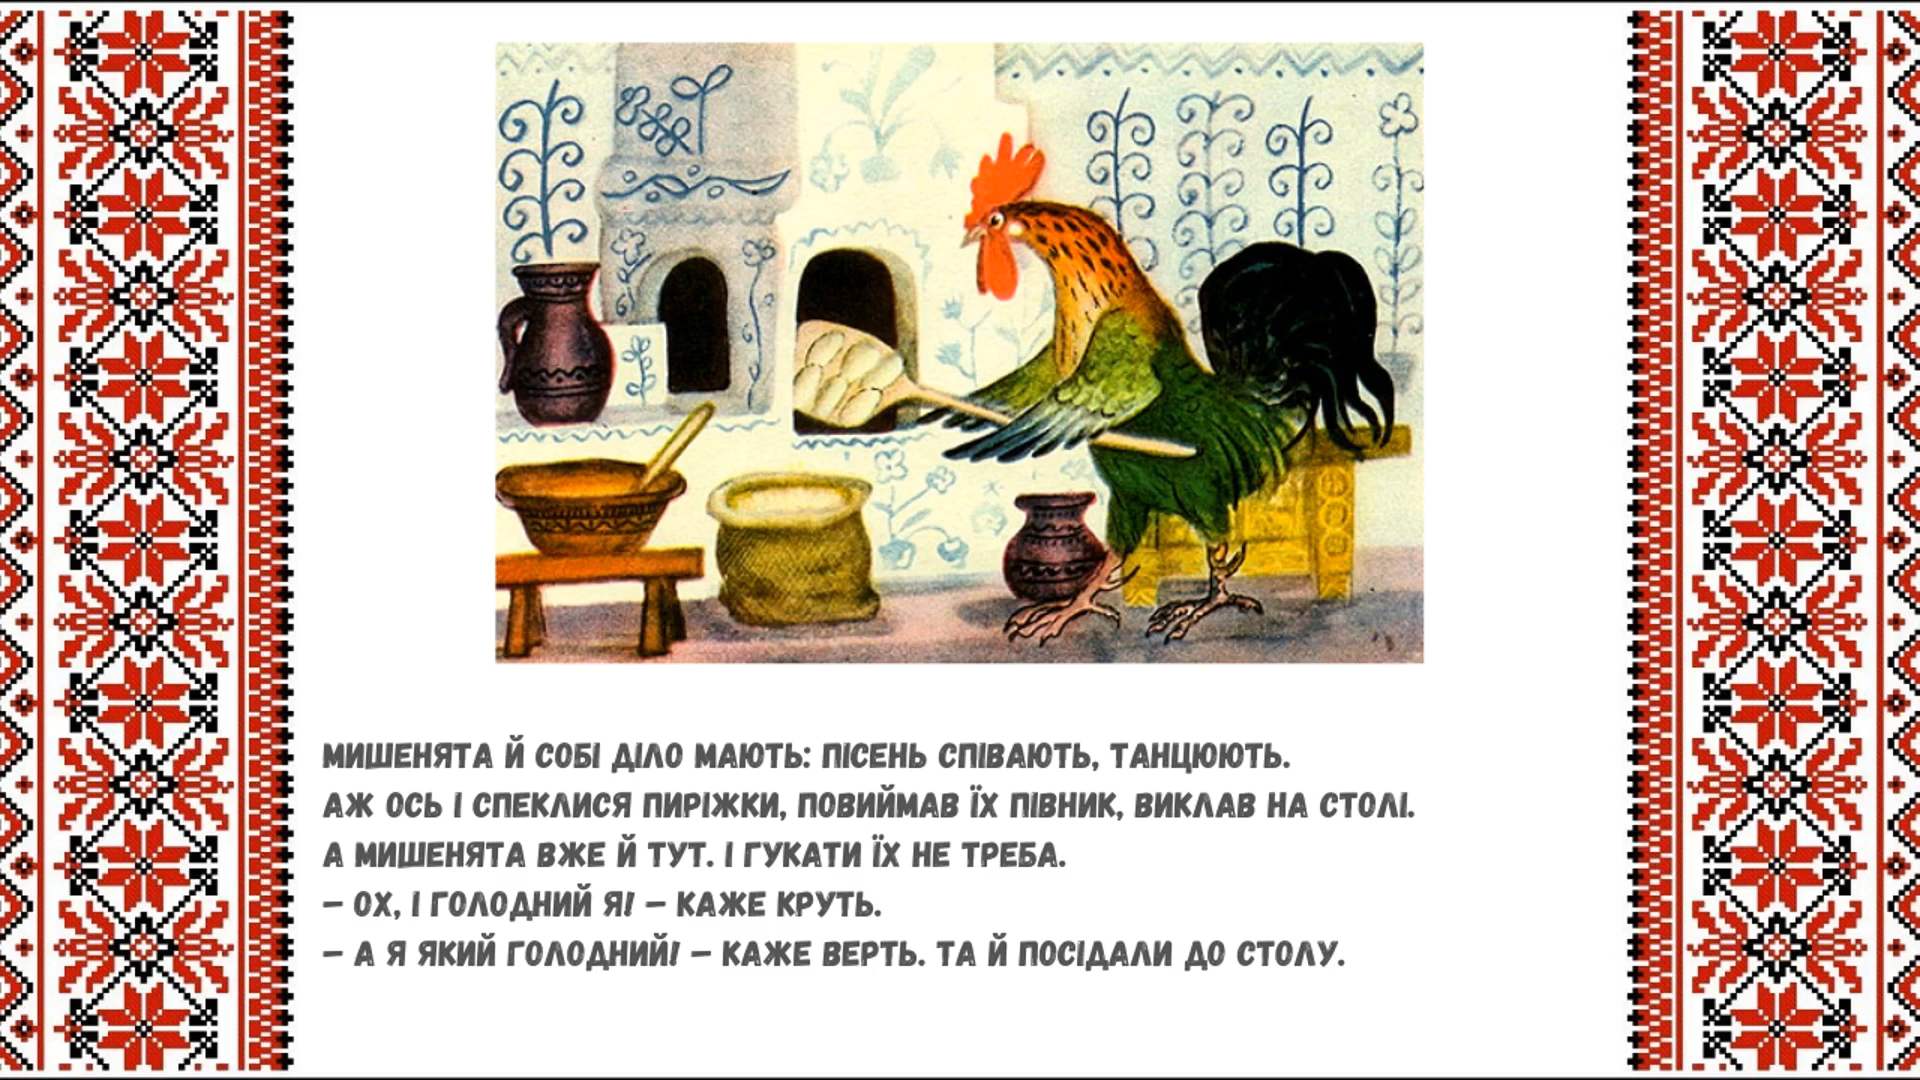 МИШЕНЯТА Й СОБІ ДІЛО МАЮТЬ: ПІСЕНЬ СПІВАЮТЬ, ТАНЦЮЮТЬ.
АЖ ОСЬ І СПЕКЛИСЯ ПИРІЖКИ, ПОВИЙМАВ ЇХ ПІВНИК, ВИКЛАВ НА СТОЛІ.
А МИШЕНЯТА ВЖЕ Й ТУТ. І ГУКАТИ ЇХ НЕ ТРЕБА.
– ОХ, І ГОЛОДНИЙ Я! – КАЖЕ КРУТЬ.
– А Я ЯКИЙ ГОЛОДНИЙ! – КАЖЕ ВЕРТЬ. ТА Й ПОСІДАЛИ ДО СТОЛУ.